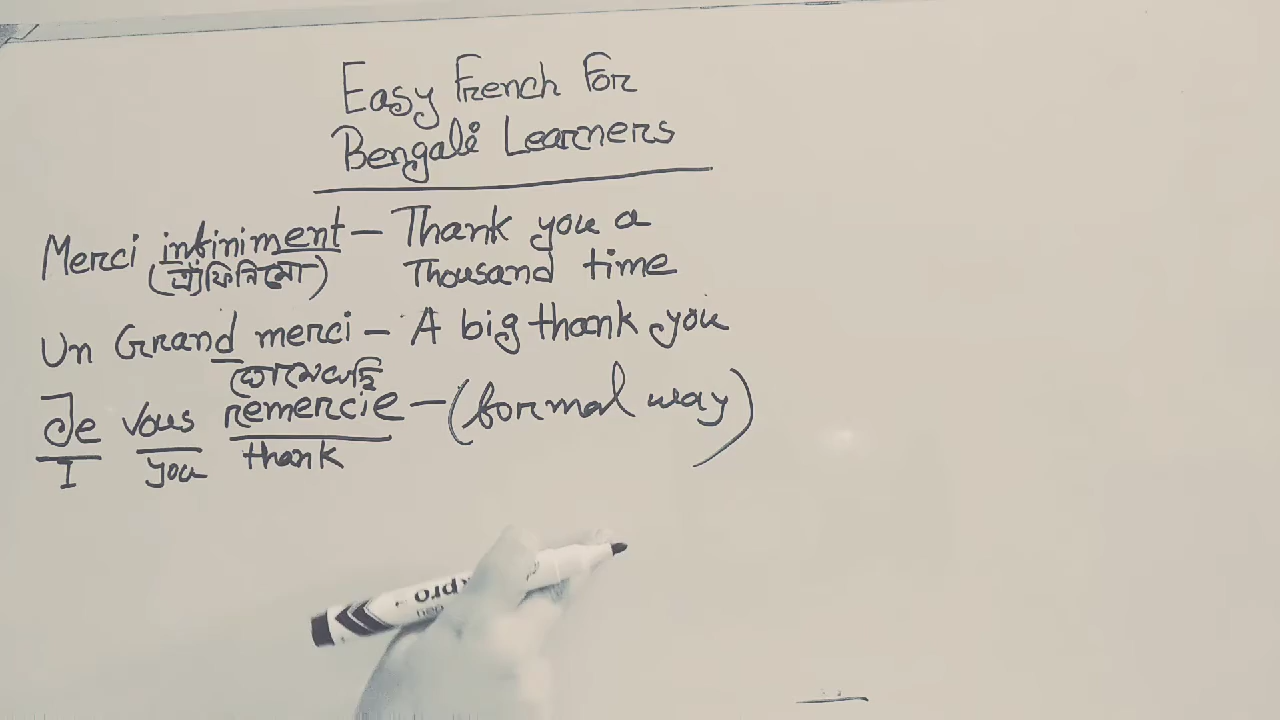 Easy French For
Bengali Learners
Merci infiniment – Thank you a
(অ্যাঁফিনিমো) Thousand time
Un Grand merci – A big thank you
Je vous remercie – (formal way)
I you thank
pro